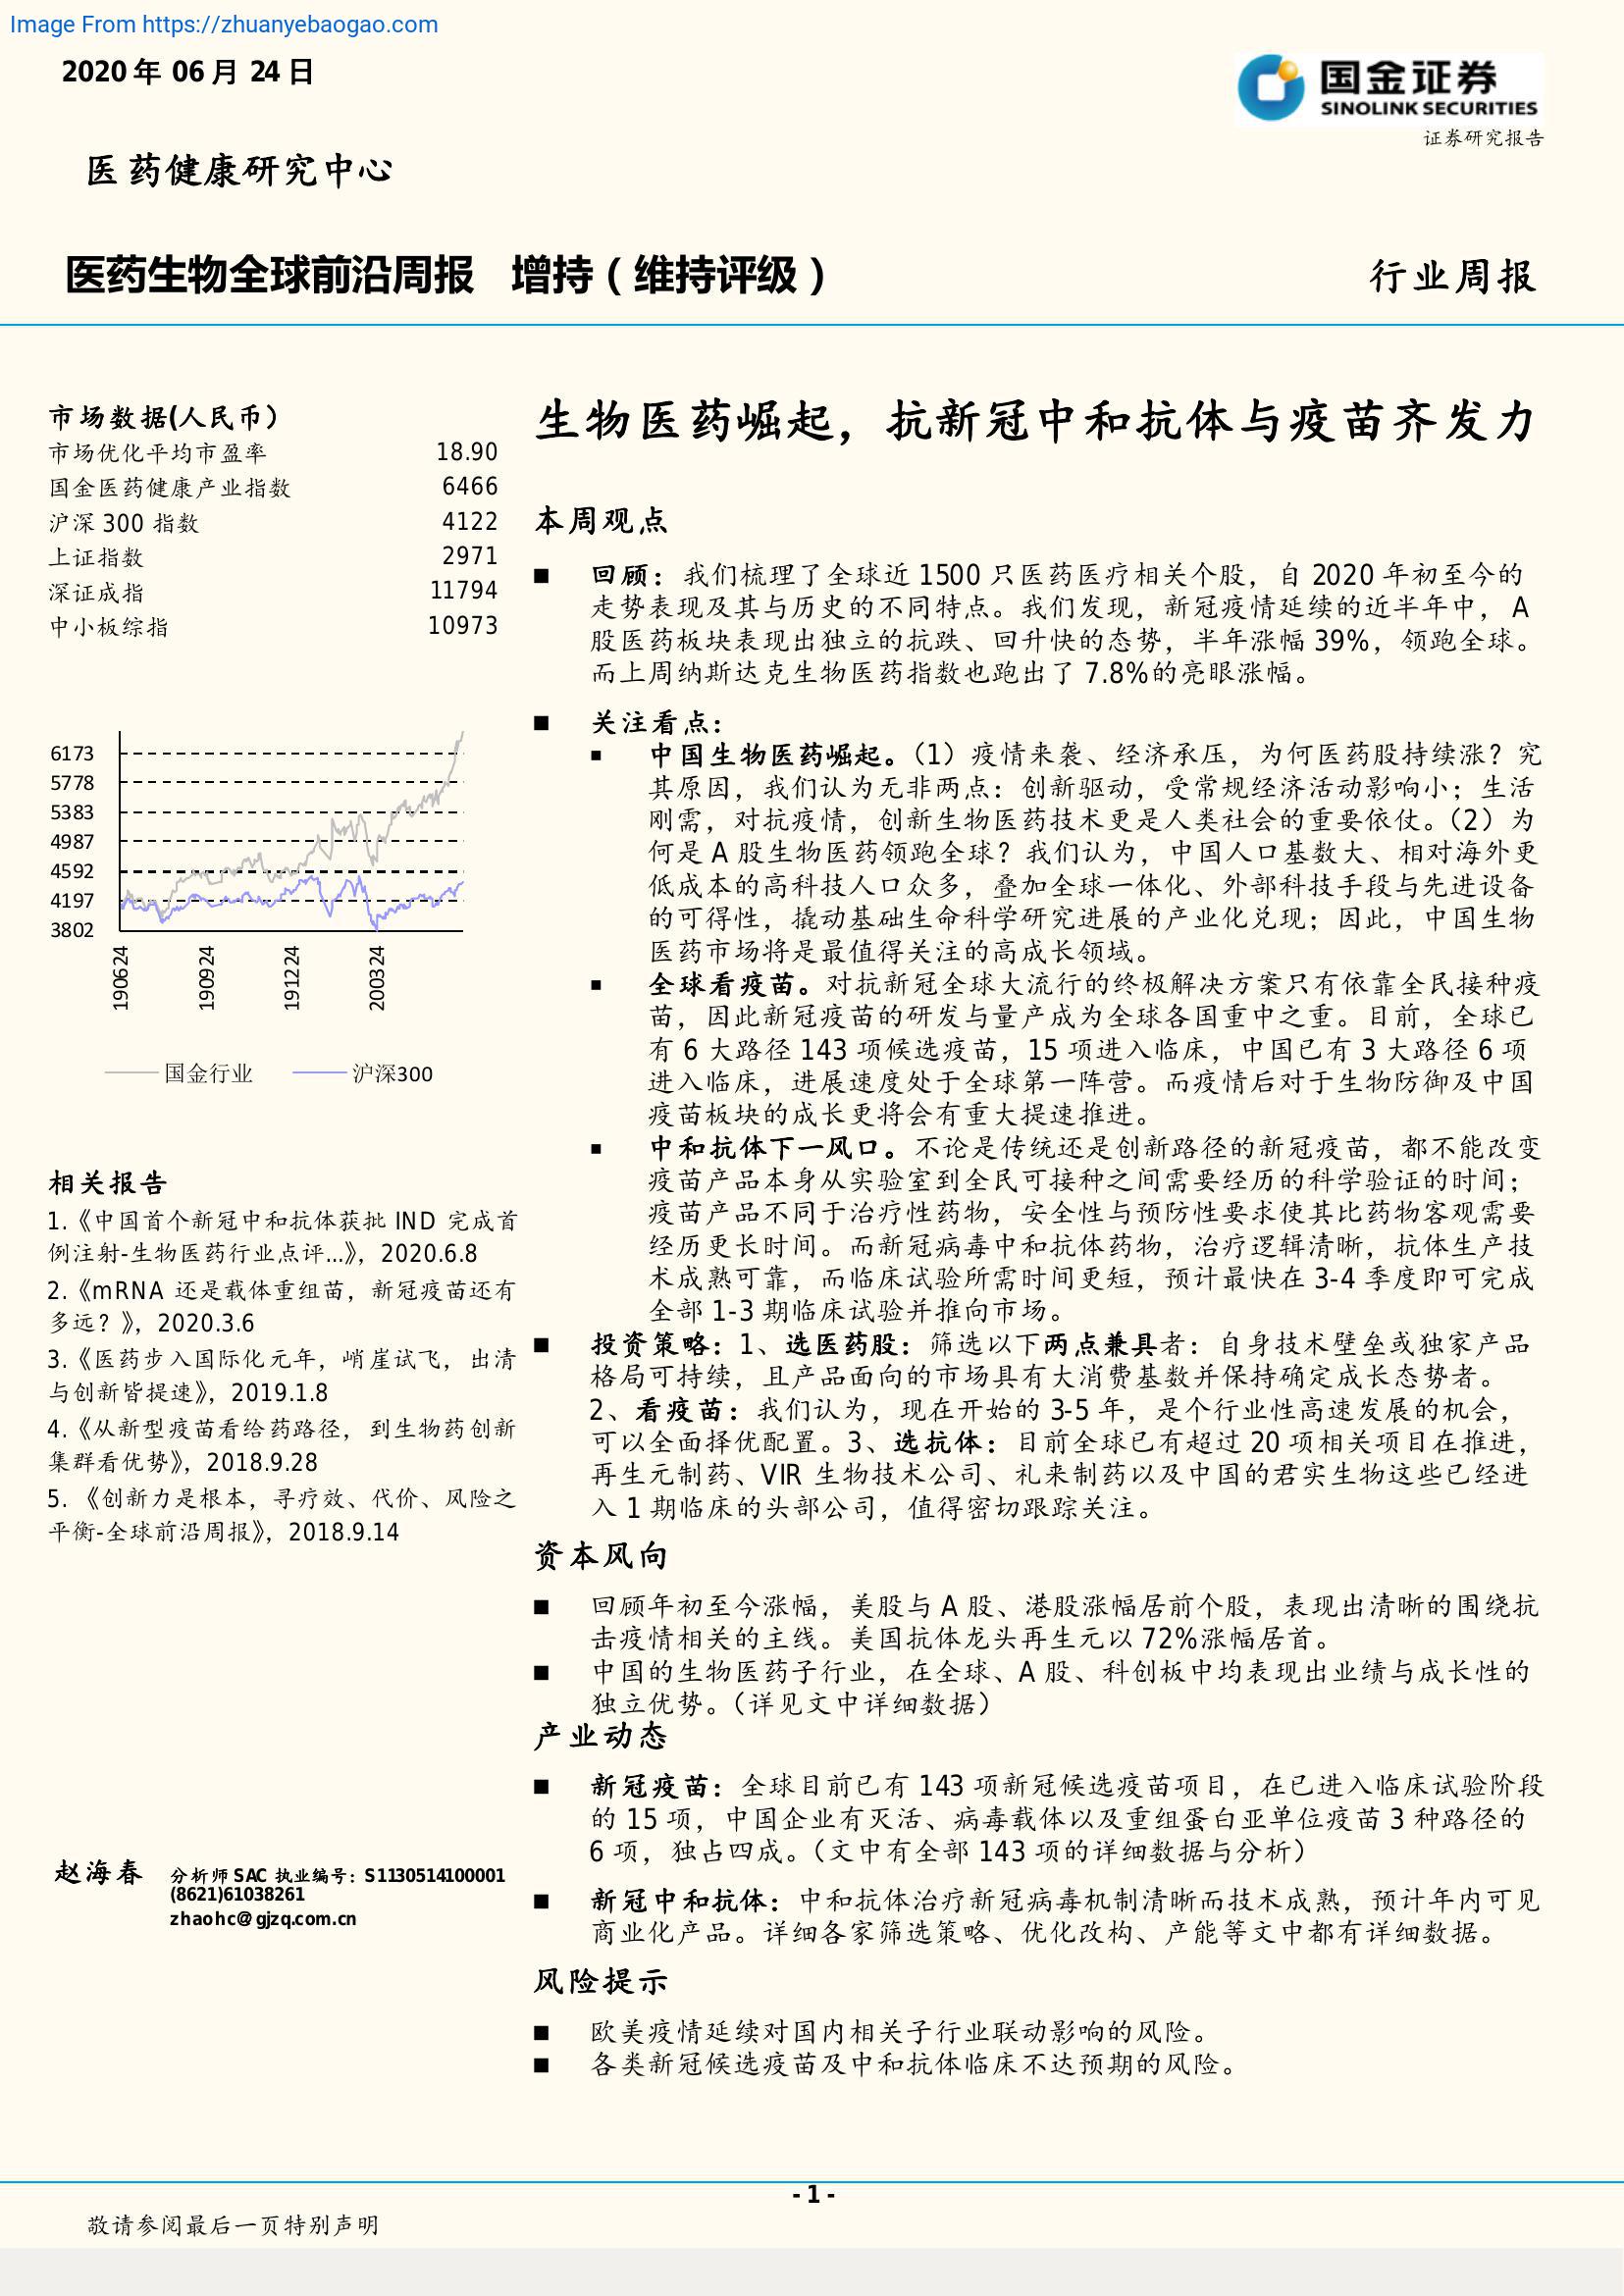 Image From https://zhuanyebaogao.com
2020 年 06 月 24 日
国金证券
SINOLINK SECURITIES
证券研究报告
医药健康研究中心
医药生物全球前沿周报 增持（维持评级）
行业周报
市场数据(人民币）
市场优化平均市盈率 18.90
国金医药健康产业指数 6466
沪深 300 指数 4122
上证指数 2971
深证成指 11794
中小板综指 10973
6173
5778
5383
4987
4592
4197
3802
190624
190924
191224
200324
国金行业 沪深300
相关报告
1.《中国首个新冠中和抗体获批 IND 完成首
例注射-生物医药行业点评...》，2020.6.8
2.《mRNA 还是载体重组苗，新冠疫苗还有
多远？》，2020.3.6
3.《医药步入国际化元年，峭崖试飞，出清
与创新皆提速》，2019.1.8
4.《从新型疫苗看给药路径，到生物药创新
集群看优势》，2018.9.28
5.《创新力是根本，寻疗效、代价、风险之
平衡-全球前沿周报》，2018.9.14
赵海春 分析师 SAC 执业编号：S1130514100001
(8621)61038261
zhaohc@gjzq.com.cn
生物医药崛起，抗新冠中和抗体与疫苗齐发力
本周观点
■ 回顾：我们梳理了全球近 1500 只医药医疗相关个股，自 2020 年初至今的
走势表现及其与历史的不同特点。我们发现，新冠疫情延续的近半年中，A
股医药板块表现出独立的抗跌、回升快的态势，半年涨幅 39%，领跑全球。
而上周纳斯达克生物医药指数也跑出了 7.8%的亮眼涨幅。
■ 关注看点：
▪ 中国生物医药崛起。（1）疫情来袭、经济承压，为何医药股持续涨？究
其原因，我们认为无非两点：创新驱动，受常规经济活动影响小；生活
刚需，对抗疫情，创新生物医药技术更是人类社会的重要依仗。（2）为
何是 A 股生物医药领跑全球？我们认为，中国人口基数大、相对海外更
低成本的高科技人口众多，叠加全球一体化、外部科技手段与先进设备
的可得性，撬动基础生命科学研究进展的产业化兑现；因此，中国生物
医药市场将是最值得关注的高成长领域。
▪ 全球看疫苗。对抗新冠全球大流行的终极解决方案只有依靠全民接种疫
苗，因此新冠疫苗的研发与量产成为全球各国重中之重。目前，全球已
有 6 大路径 143 项候选疫苗，15 项进入临床，中国已有 3 大路径 6 项
进入临床，进展速度处于全球第一阵营。而疫情后对于生物防御及中国
疫苗板块的成长更将会有重大提速推进。
▪ 中和抗体下一风口。不论是传统还是创新路径的新冠疫苗，都不能改变
疫苗产品本身从实验室到全民可接种之间需要经历的科学验证的时间；
疫苗产品不同于治疗性药物，安全性与预防性要求使其比药物客观需要
经历更长时间。而新冠病毒中和抗体药物，治疗逻辑清晰，抗体生产技
术成熟可靠，而临床试验所需时间更短，预计最快在 3-4 季度即可完成
全部 1-3 期临床试验并推向市场。
■ 投资策略：1、选医药股：筛选以下两点兼具者：自身技术壁垒或独家产品
格局可持续，且产品面向的市场具有大消费基数并保持确定成长态势者。
2、看疫苗：我们认为，现在开始的 3-5 年，是个行业性高速发展的机会，
可以全面择优配置。3、选抗体：目前全球已有超过 20 项相关项目在推进，
再生元制药、VIR 生物技术公司、礼来制药以及中国的君实生物这些已经进
入 1 期临床的头部公司，值得密切跟踪关注。
资本风向
■ 回顾年初至今涨幅，美股与 A 股、港股涨幅居前个股，表现出清晰的围绕抗
击疫情相关的主线。美国抗体龙头再生元以 72%涨幅居首。
■ 中国的生物医药子行业，在全球、A 股、科创板中均表现出业绩与成长性的
独立优势。（详见文中详细数据）
产业动态
■ 新冠疫苗：全球目前已有 143 项新冠候选疫苗项目，在已进入临床试验阶段
的 15 项，中国企业有灭活、病毒载体以及重组蛋白亚单位疫苗 3 种路径的
6 项，独占四成。（文中有全部 143 项的详细数据与分析）
■ 新冠中和抗体：中和抗体治疗新冠病毒机制清晰而技术成熟，预计年内可见
商业化产品。详细各家筛选策略、优化改构、产能等文中都有详细数据。
风险提示
■ 欧美疫情延续对国内相关子行业联动影响的风险。
■ 各类新冠候选疫苗及中和抗体临床不达预期的风险。
- 1 -
敬请参阅最后一页特别声明